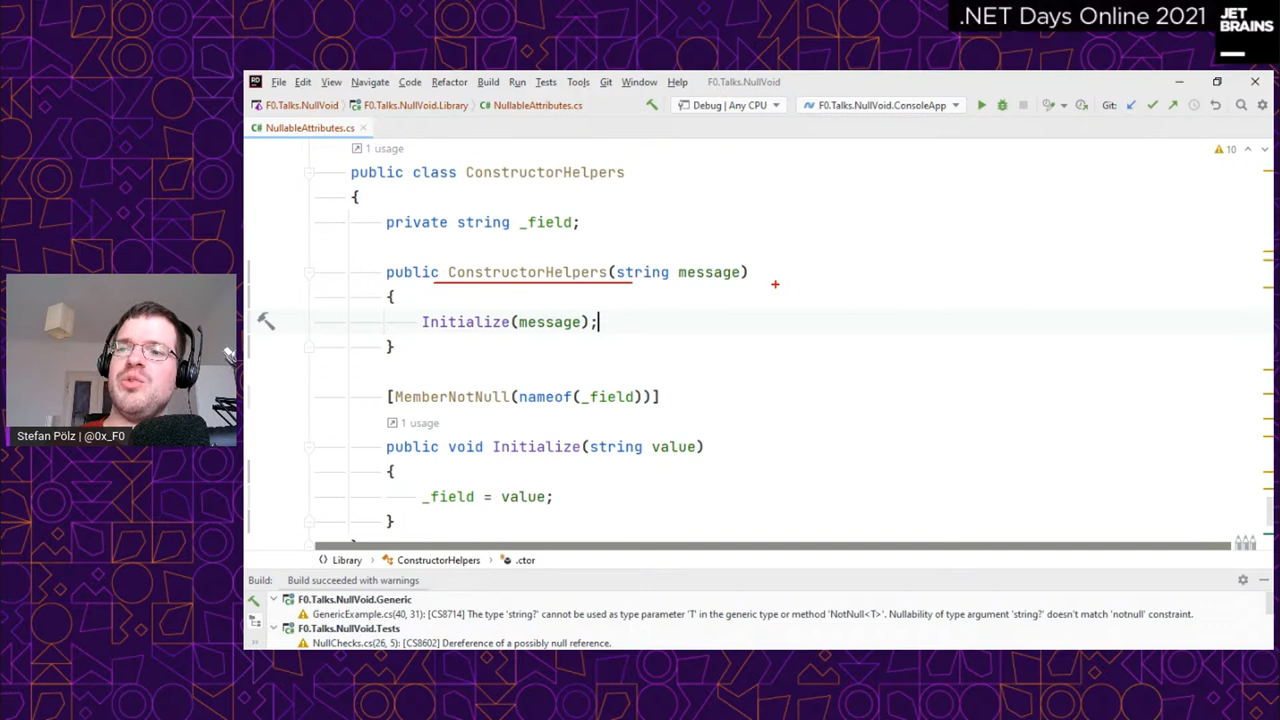 .NET Days Online 2021
JET
BRAINS
RD File Edit View Navigate Code Refactor Build Run Tests Tools Git Window Help F0.Talks.NullVoid
F0.Talks.NullVoid F0.Talks.NullVoid.Library C# NullableAttributes.cs Debug | Any CPU F0.Talks.NullVoid.ConsoleApp Git:
C# NullableAttributes.cs
1 usage
10
public class ConstructorHelpers
{
private string _field;
public ConstructorHelpers(string message)
{
Initialize(message);
}
[MemberNotNull(nameof(_field))]
1 usage
public void Initialize(string value)
{
_field = value;
}
Stefan Pölz | @0x_F0
Library ConstructorHelpers .ctor
Build: Build succeeded with warnings
F0.Talks.NullVoid.Generic
GenericExample.cs(40, 31): [CS8714] The type 'string?' cannot be used as type parameter 'T' in the generic type or method 'NotNull<T>'. Nullability of type argument 'string?' doesn't match 'notnull' constraint.
F0.Talks.NullVoid.Tests
NullChecks.cs(26, 5): [CS8602] Dereference of a possibly null reference.